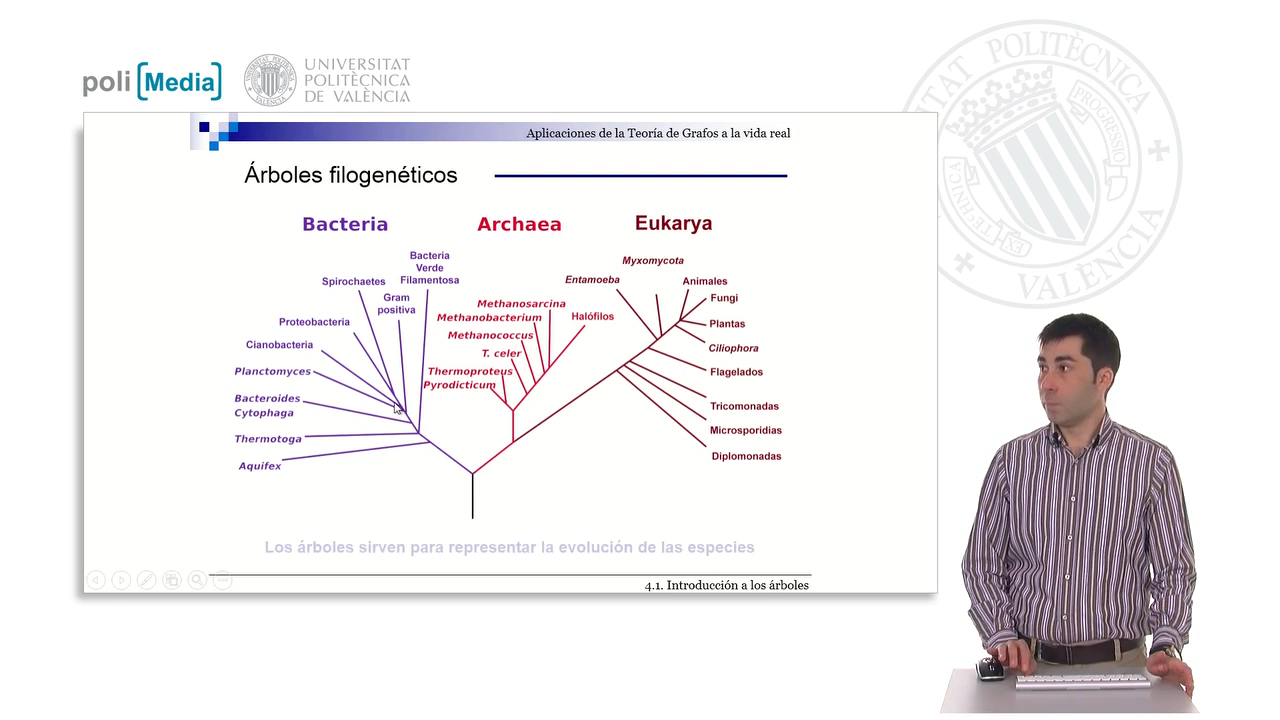 poli [Media]
UNIVERSITAT
POLITÈCNICA
DE VALÈNCIA
POLITÈCNICA
PROGRESSIO
VALÈNCIA
Aplicaciones de la Teoría de Grafos a la vida real
Árboles filogenéticos
Bacteria
Archaea
Eukarya
Bacteria
Verde
Filamentosa
Spirochaetes
Gram
positiva
Proteobacteria
Cianobacteria
Planctomyces
Bacteroides
Cytophaga
Thermotoga
Aquifex
Methanosarcina
Methanobacterium
Halófilos
Methanococcus
T. celer
Thermoproteus
Pyrodicticum
Myxomycota
Entamoeba
Animales
Fungi
Plantas
Ciliophora
Flagelados
Tricomonadas
Microsporidias
Diplomonadas
Los árboles sirven para representar la evolución de las especies
4.1. Introducción a los árboles